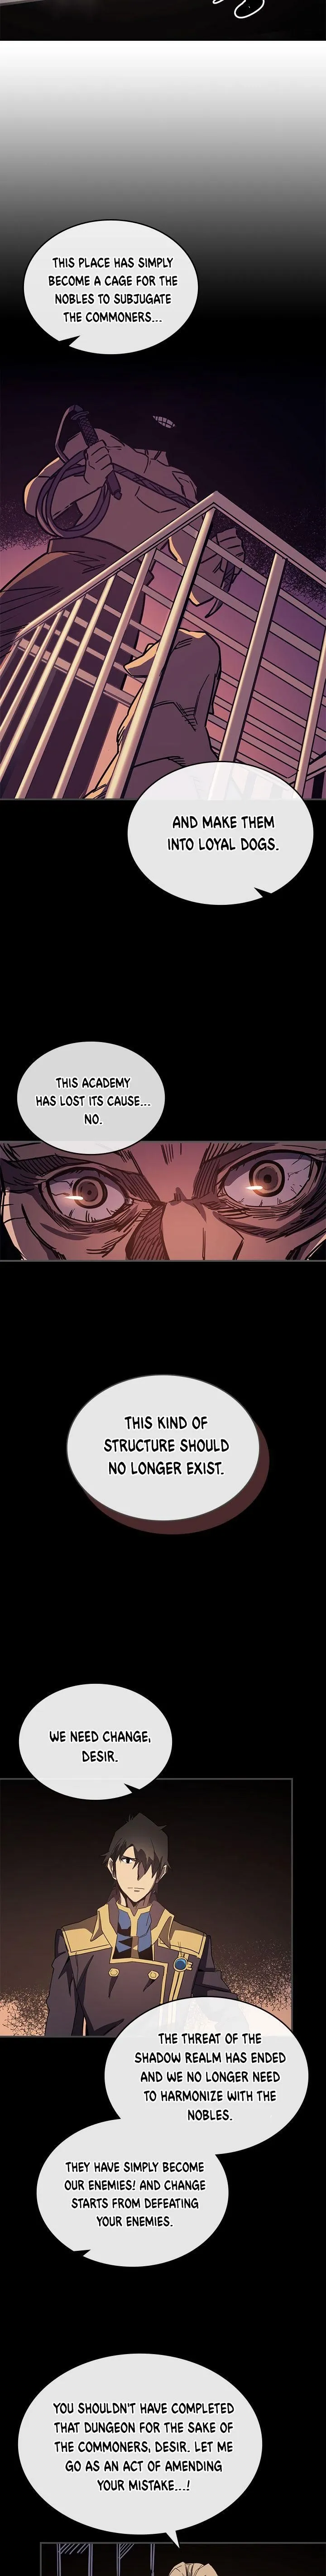 THIS PLACE HAS SIMPLY
BECOME A CAGE FOR THE
NOBLES TO SUBJUGATE
THE COMMONERS...
AND MAKE THEM
INTO LOYAL DOGS.
THIS ACADEMY
HAS LOST ITS CAUSE...
NO.
THIS KIND OF
STRUCTURE SHOULD
NO LONGER EXIST.
WE NEED CHANGE,
DESIR.
THE THREAT OF THE
SHADOW REALM HAS ENDED
AND WE NO LONGER NEED
TO HARMONIZE WITH THE
NOBLES.
THEY HAVE SIMPLY BECOME
OUR ENEMIES! AND CHANGE
STARTS FROM DEFEATING
YOUR ENEMIES.
YOU SHOULDN'T HAVE COMPLETED
THAT DUNGEON FOR THE SAKE OF
THE COMMONERS, DESIR. LET ME
GO AS AN ACT OF AMENDING
YOUR MISTAKE...!